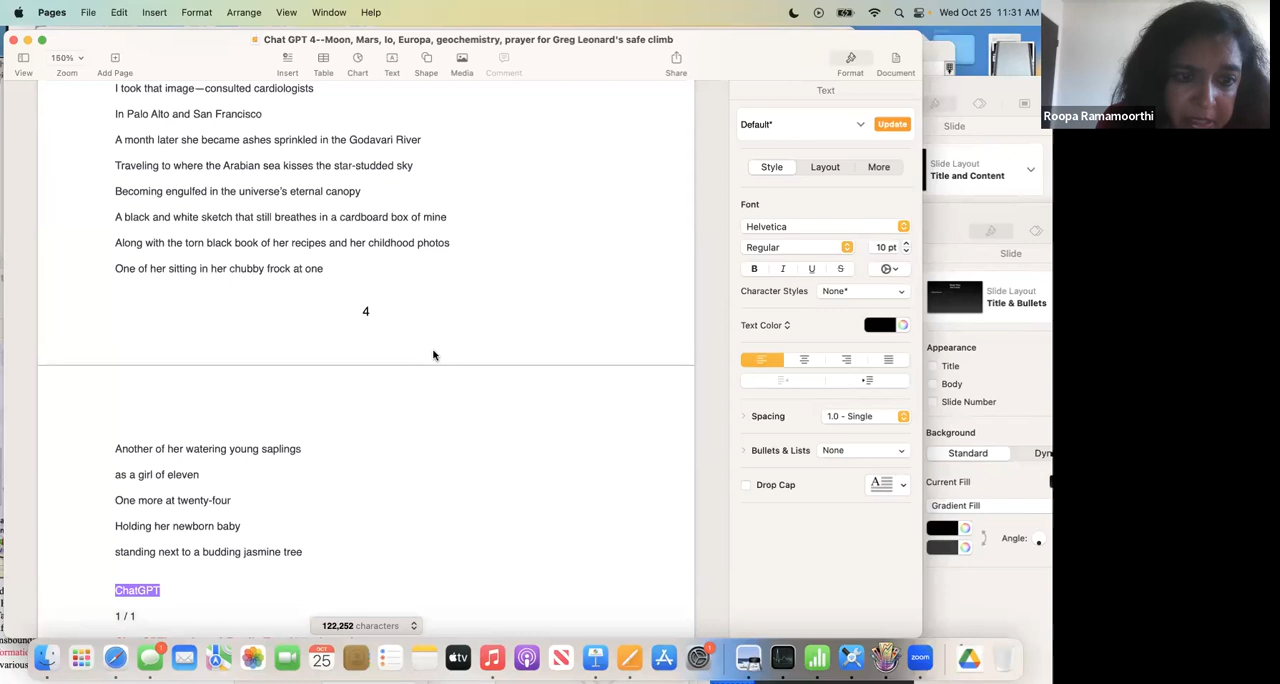 Pages File Edit Insert Format Arrange View Window Help
Wed Oct 25 11:31 AM
Chat GPT 4--Moon, Mars, Io, Europa, geochemistry, prayer for Greg Leonard's safe climb
150%
View Zoom Add Page Insert Table Chart Text Shape Media Comment Share Format Document
I took that image—consulted cardiologists
In Palo Alto and San Francisco
A month later she became ashes sprinkled in the Godavari River
Traveling to where the Arabian sea kisses the star-studded sky
Becoming engulfed in the universe's eternal canopy
A black and white sketch that still breathes in a cardboard box of mine
Along with the torn black book of her recipes and her childhood photos
One of her sitting in her chubby frock at one
4
Another of her watering young saplings
as a girl of eleven
One more at twenty-four
Holding her newborn baby
standing next to a budding jasmine tree
ChatGPT
1 / 1
122,252 characters
Text
Default*
Update
Style Layout More
Font
Helvetica
Regular 10 pt
B I U S
Character Styles None*
Text Color
Spacing 1.0 - Single
Bullets & Lists None
Drop Cap
A
Slide
Slide Layout
Title and Content
Slide
Slide Layout
Title & Bullets
Appearance
Title
Body
Slide Number
Background
Standard Dyn
Current Fill
Gradient Fill
Angle:
Roopa Ramamoorthi
OCT
25
tv
zoom
1
1